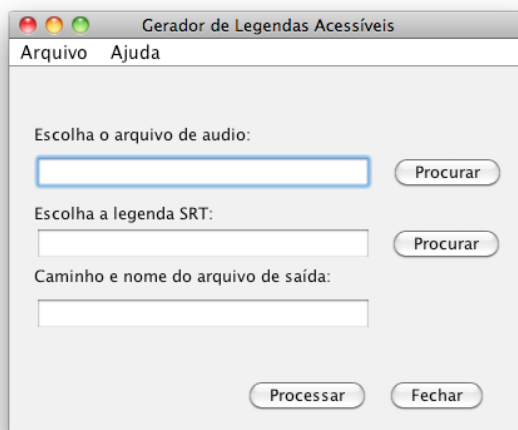 Gerador de Legendas Acessíveis
Arquivo Ajuda
Escolha o arquivo de audio:
Procurar
Escolha a legenda SRT:
Procurar
Caminho e nome do arquivo de saída:
Processar Fechar